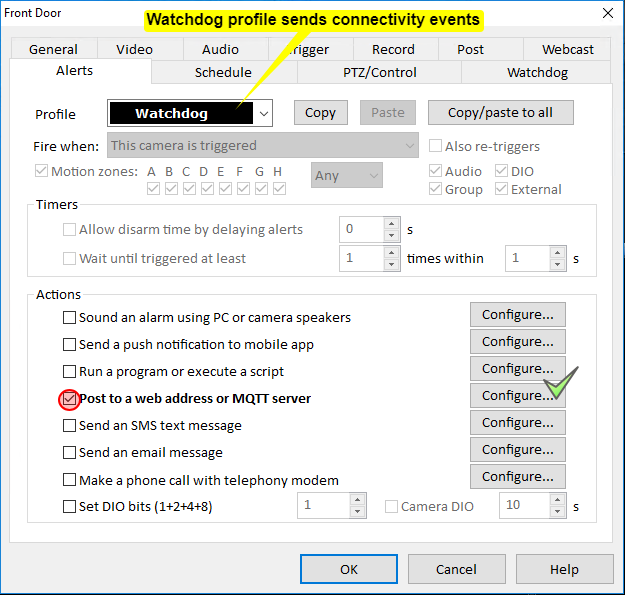 Front Door
Watchdog profile sends connectivity events
General Video Audio Trigger Record Post Webcast
Alerts Schedule PTZ/Control Watchdog
Profile Watchdog Copy Paste Copy/paste to all
Fire when: This camera is triggered Also re-triggers
Motion zones: A B C D E F G H Any Audio DIO
Group External
Timers
Allow disarm time by delaying alerts 0 s
Wait until triggered at least 1 times within 1 s
Actions
Sound an alarm using PC or camera speakers Configure...
Send a push notification to mobile app Configure...
Run a program or execute a script Configure...
Post to a web address or MQTT server Configure...
Send an SMS text message Configure...
Send an email message Configure...
Make a phone call with telephony modem Configure...
Set DIO bits (1+2+4+8) 1 Camera DIO 10 s
OK Cancel Help